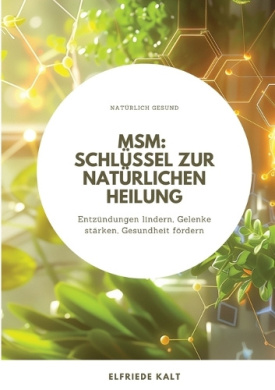 NATÜRLICH GESUND
MSM:
SCHLÜSSEL ZUR
NATÜRLICHEN
HEILUNG
Entzündungen lindern, Gelenke
stärken, Gesundheit fördern
ELFRIEDE KALT